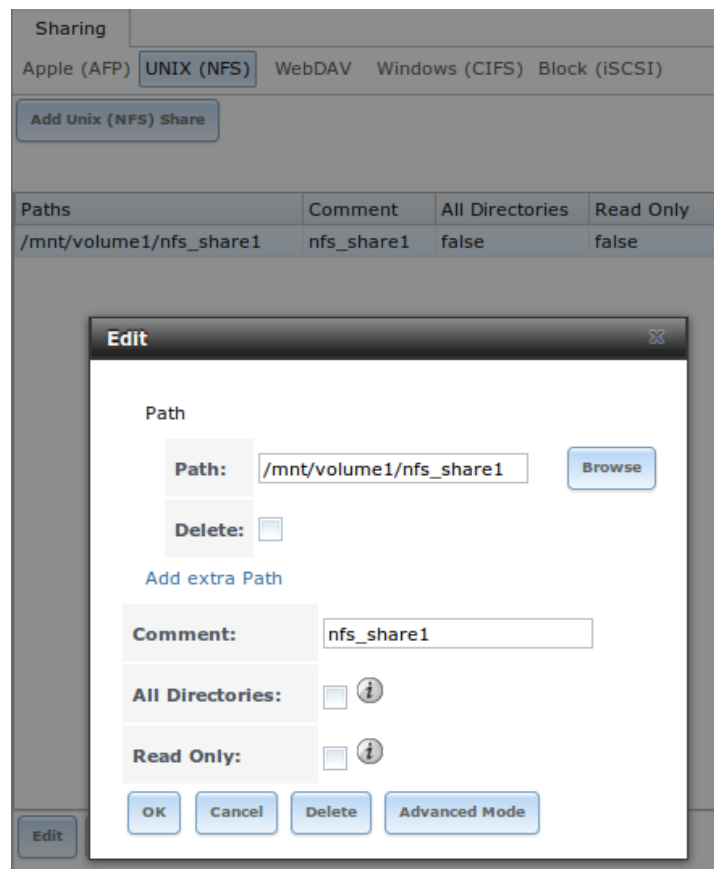 Sharing
Apple (AFP) UNIX (NFS) WebDAV Windows (CIFS) Block (iSCSI)
Add Unix (NFS) Share
Paths Comment All Directories Read Only
/mnt/volume1/nfs_share1 nfs_share1 false false
Edit
Path
Path: /mnt/volume1/nfs_share1 Browse
Delete:
Add extra Path
Comment: nfs_share1
All Directories: i
Read Only: i
OK Cancel Delete Advanced Mode
Edit